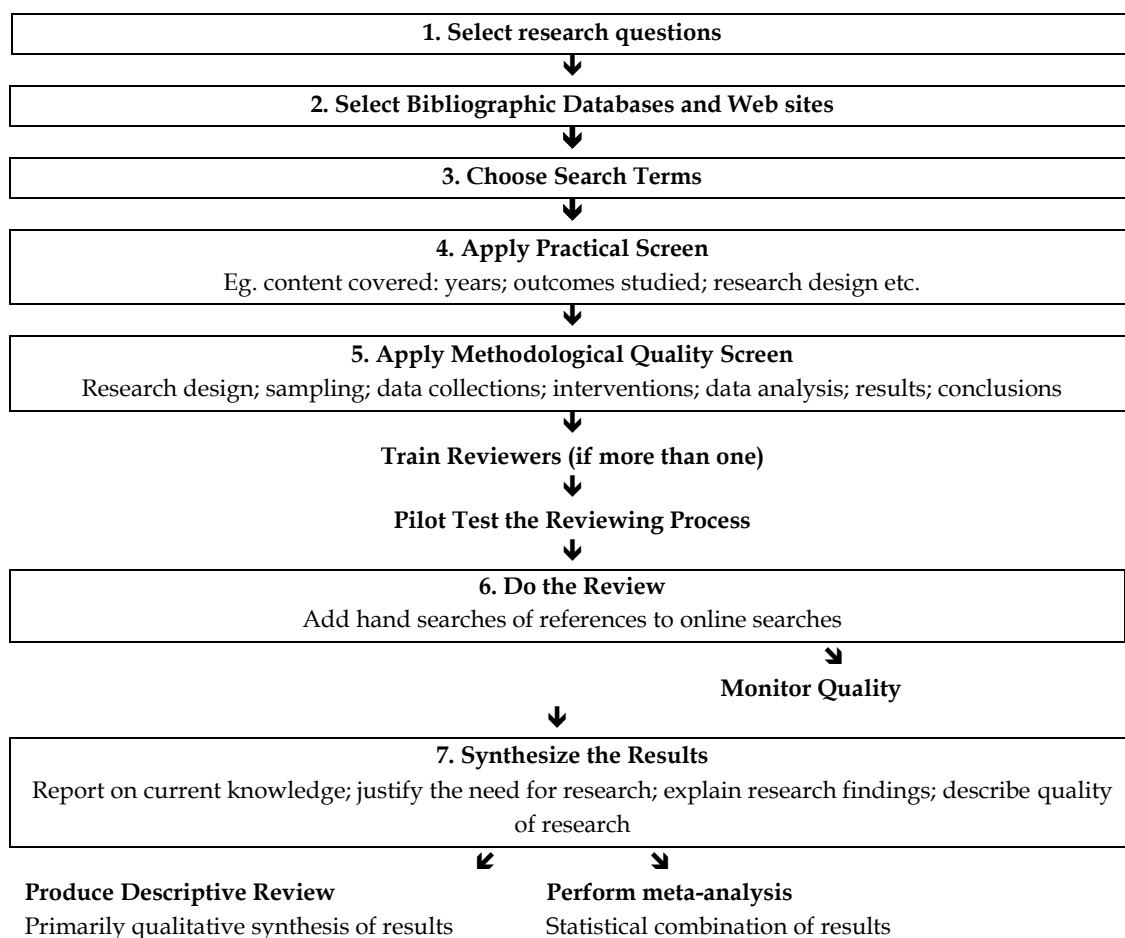 1. Select research questions
2. Select Bibliographic Databases and Web sites
3. Choose Search Terms
4. Apply Practical Screen
Eg. content covered: years; outcomes studied; research design etc.
5. Apply Methodological Quality Screen
Research design; sampling; data collections; interventions; data analysis; results; conclusions
Train Reviewers (if more than one)
Pilot Test the Reviewing Process
6. Do the Review
Add hand searches of references to online searches
Monitor Quality
7. Synthesize the Results
Report on current knowledge; justify the need for research; explain research findings; describe quality
of research
Produce Descriptive Review
Primarily qualitative synthesis of results
Perform meta-analysis
Statistical combination of results